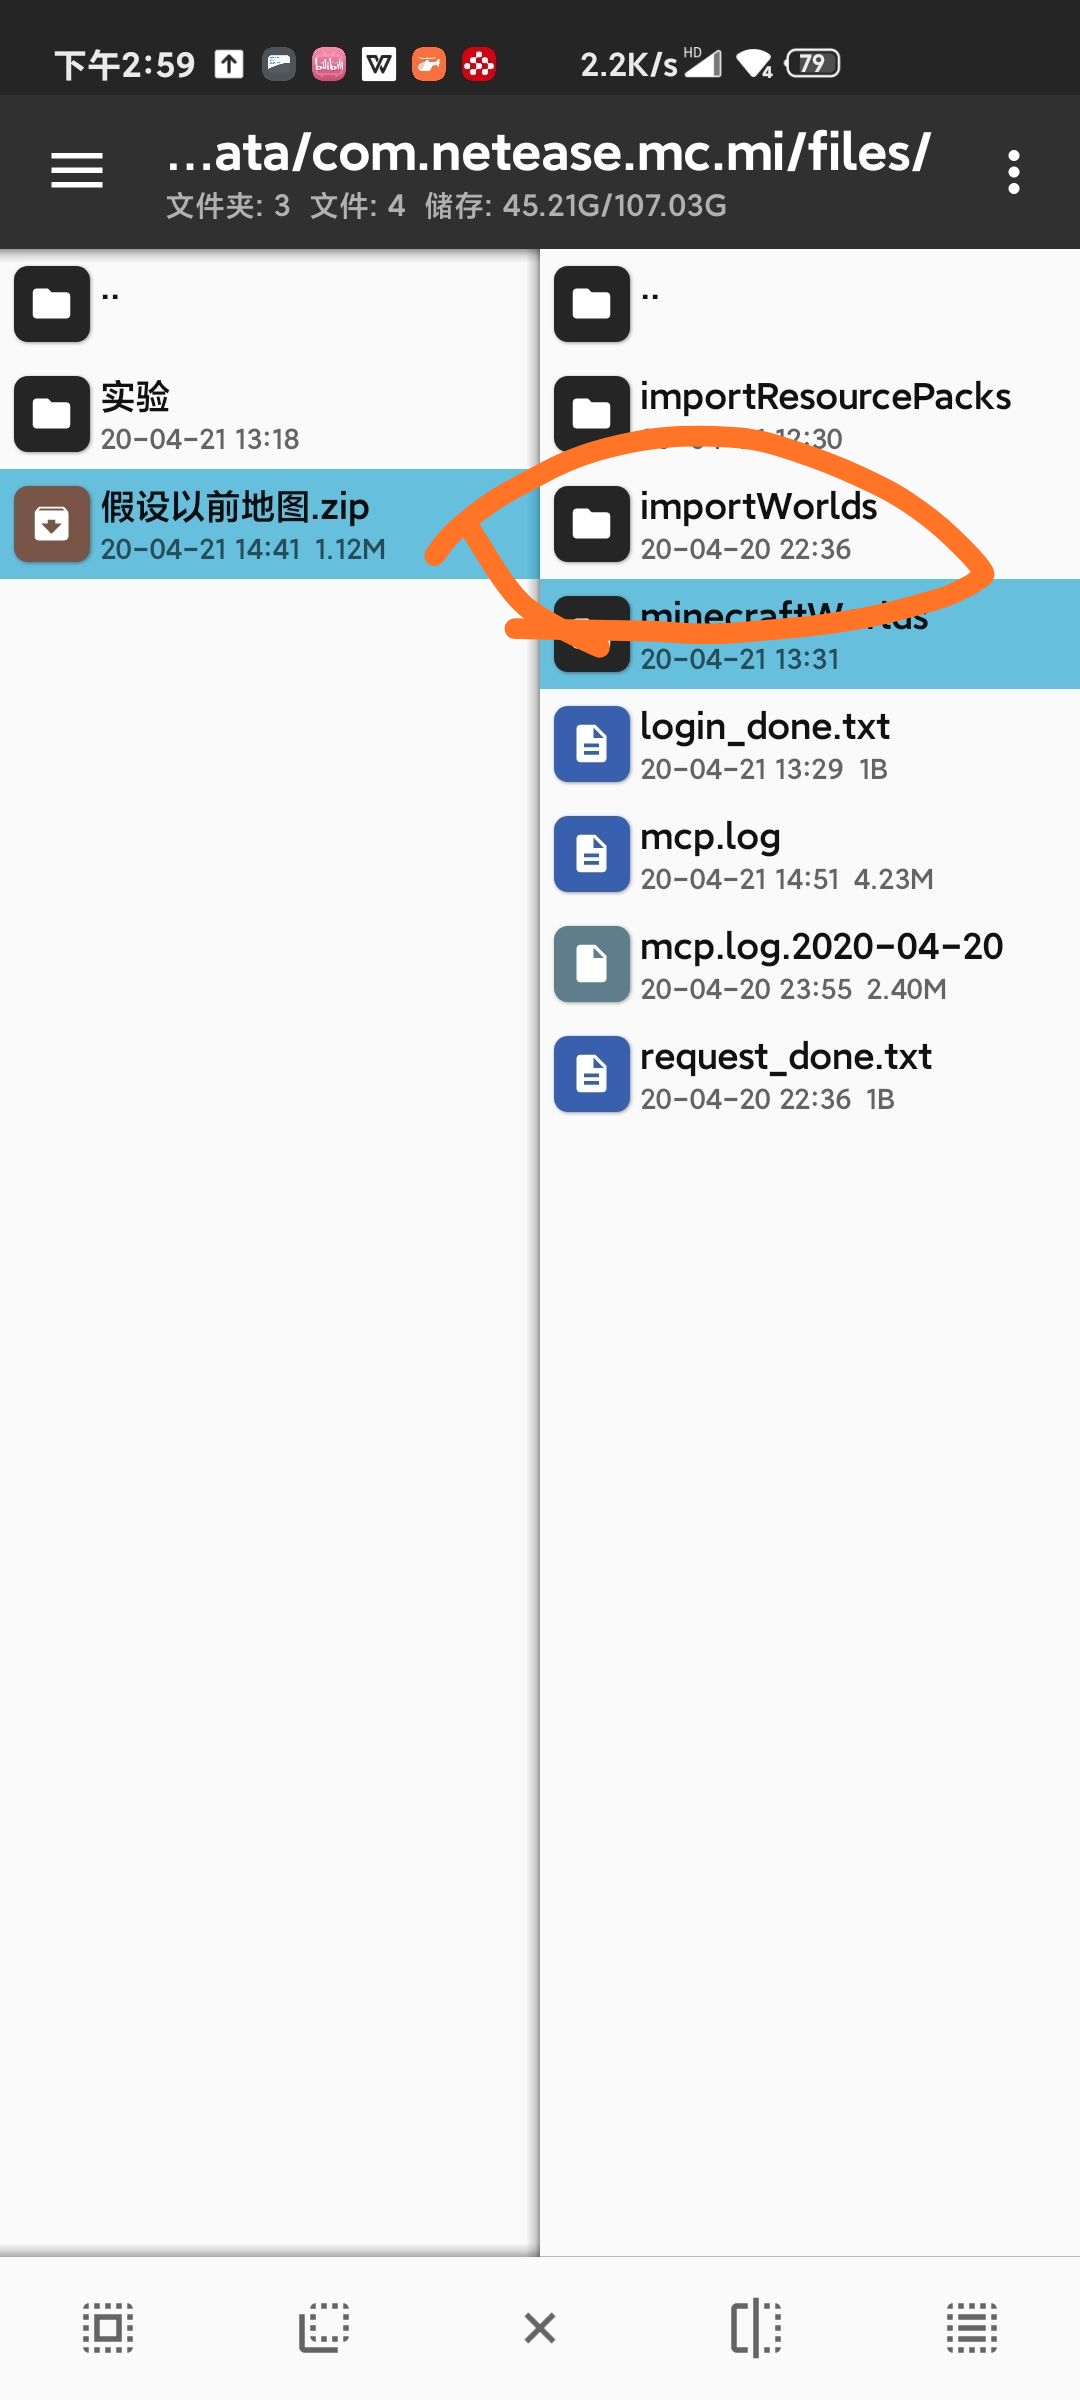 下午2:59 bilibili W 2.2K/s HD 4 79
...ata/com.netease.mc.mi/files/
文件夹: 3 文件: 4 储存: 45.21G/107.03G
..
实验
20-04-21 13:18
假设以前地图.zip
20-04-21 14:41 1.12M
..
importResourcePacks
12:30
importWorlds
20-04-20 22:36
minecraftWorlds
20-04-21 13:31
login_done.txt
20-04-21 13:29 1B
mcp.log
20-04-21 14:51 4.23M
mcp.log.2020-04-20
20-04-20 23:55 2.40M
request_done.txt
20-04-20 22:36 1B